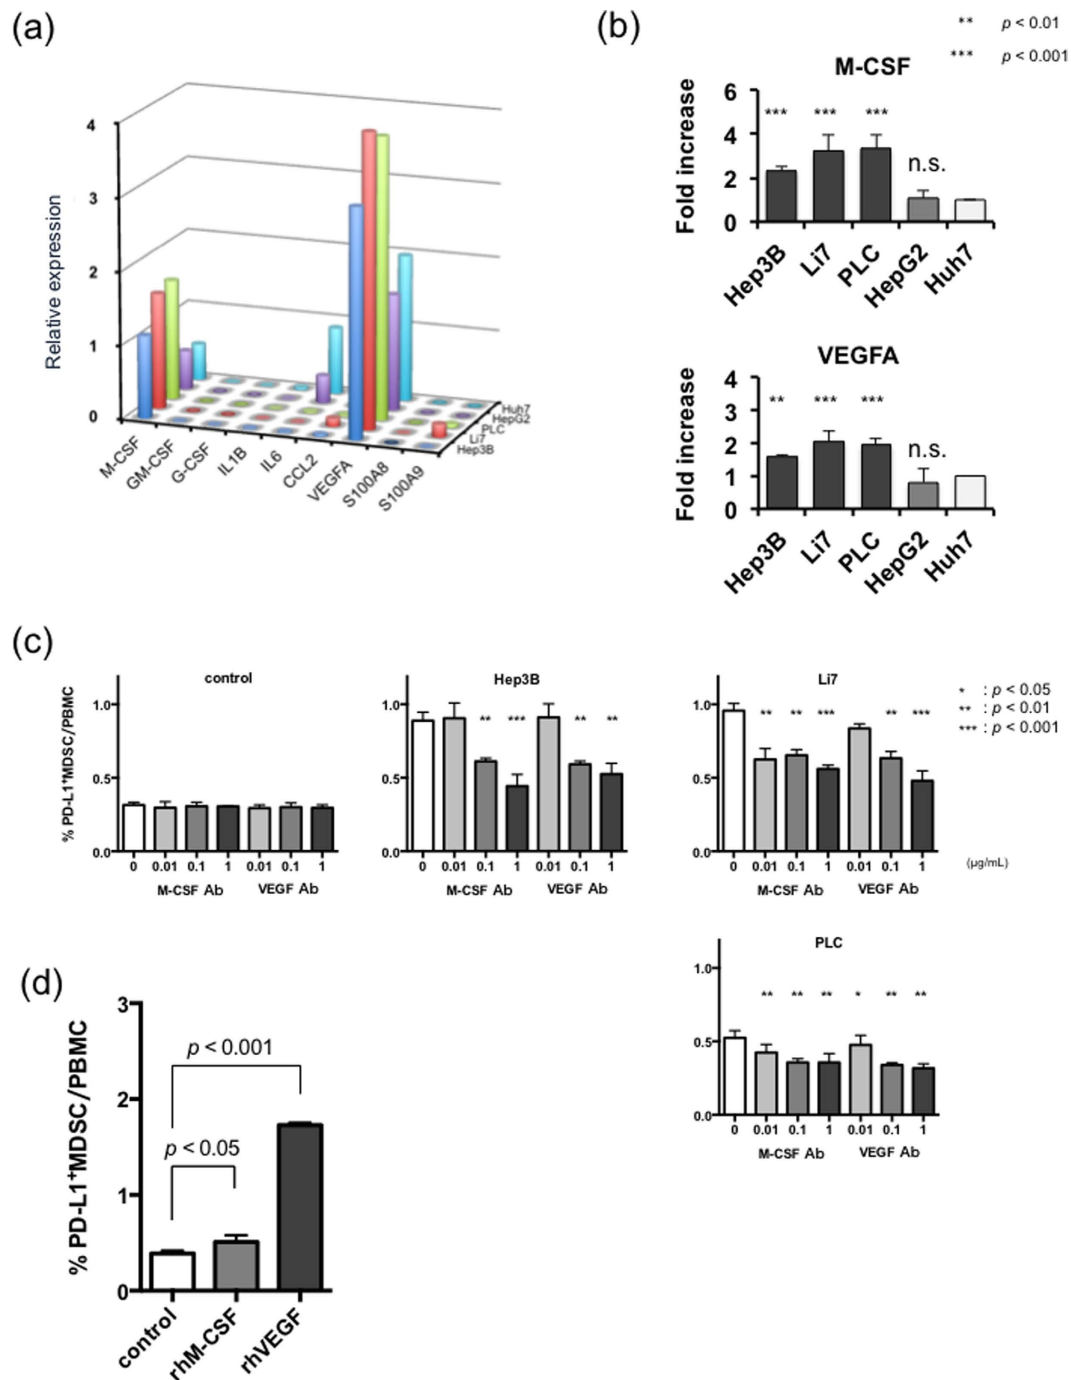 (a)
Relative expression
4
3
2
1
0
M-CSF
GM-CSF
G-CSF
IL1B
IL6
CCL2
VEGFA
S100A8
S100A9
Huh7
HepG2
PLC
Li7
Hep3B
(b)
** p < 0.01
*** p < 0.001
M-CSF
Fold increase
6
4
2
0
*** *** *** n.s.
Hep3B Li7 PLC HepG2 Huh7
VEGFA
Fold increase
4
3
2
1
0
** *** *** n.s.
Hep3B Li7 PLC HepG2 Huh7
(c)
% PD-L1+MDSC/PBMC
control
1.0
0.5
0.0
0 0.01 0.1 1 0.01 0.1 1
M-CSF Ab VEGF Ab
Hep3B
1.0
0.5
0.0
** *** ** **
0 0.01 0.1 1 0.01 0.1 1
M-CSF Ab VEGF Ab
Li7
1.0
0.5
0.0
** ** *** ** ***
0 0.01 0.1 1 0.01 0.1 1
M-CSF Ab VEGF Ab
* : p < 0.05
** : p < 0.01
*** : p < 0.001
(μg/mL)
PLC
1.0
0.5
0.0
** ** ** * ** **
0 0.01 0.1 1 0.01 0.1 1
M-CSF Ab VEGF Ab
(d)
% PD-L1+MDSC/PBMC
3
2
1
0
p < 0.001
p < 0.05
control rhM-CSF rhVEGF